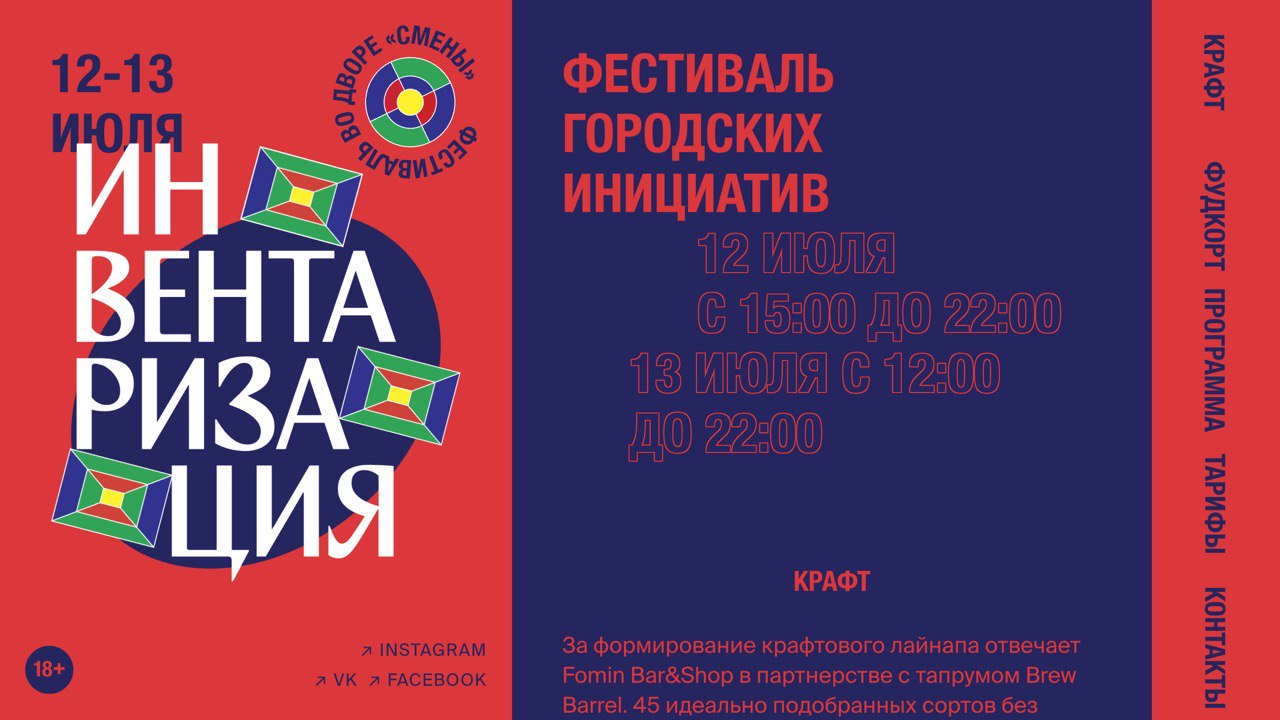 12-13
ИЮЛЯ
ФЕСТИВАЛЬ ВО ДВОРЕ «СМЕНЫ»
ИН
ВЕНТА
РИЗА
ЦИЯ
18+
↗ INSTAGRAM
↗ VK ↗ FACEBOOK
ФЕСТИВАЛЬ
ГОРОДСКИХ
ИНИЦИАТИВ
12 ИЮЛЯ
С 15:00 ДО 22:00
13 ИЮЛЯ С 12:00
ДО 22:00
КРАФТ
За формирование крафтового лайнапа отвечает
Fomin Bar&Shop в партнерстве с тапрумом Brew
Barrel. 45 идеально подобранных сортов без
КРАФТ
ФУДКОРТ
ПРОГРАММА
ТАРИФЫ
КОНТАКТЫ